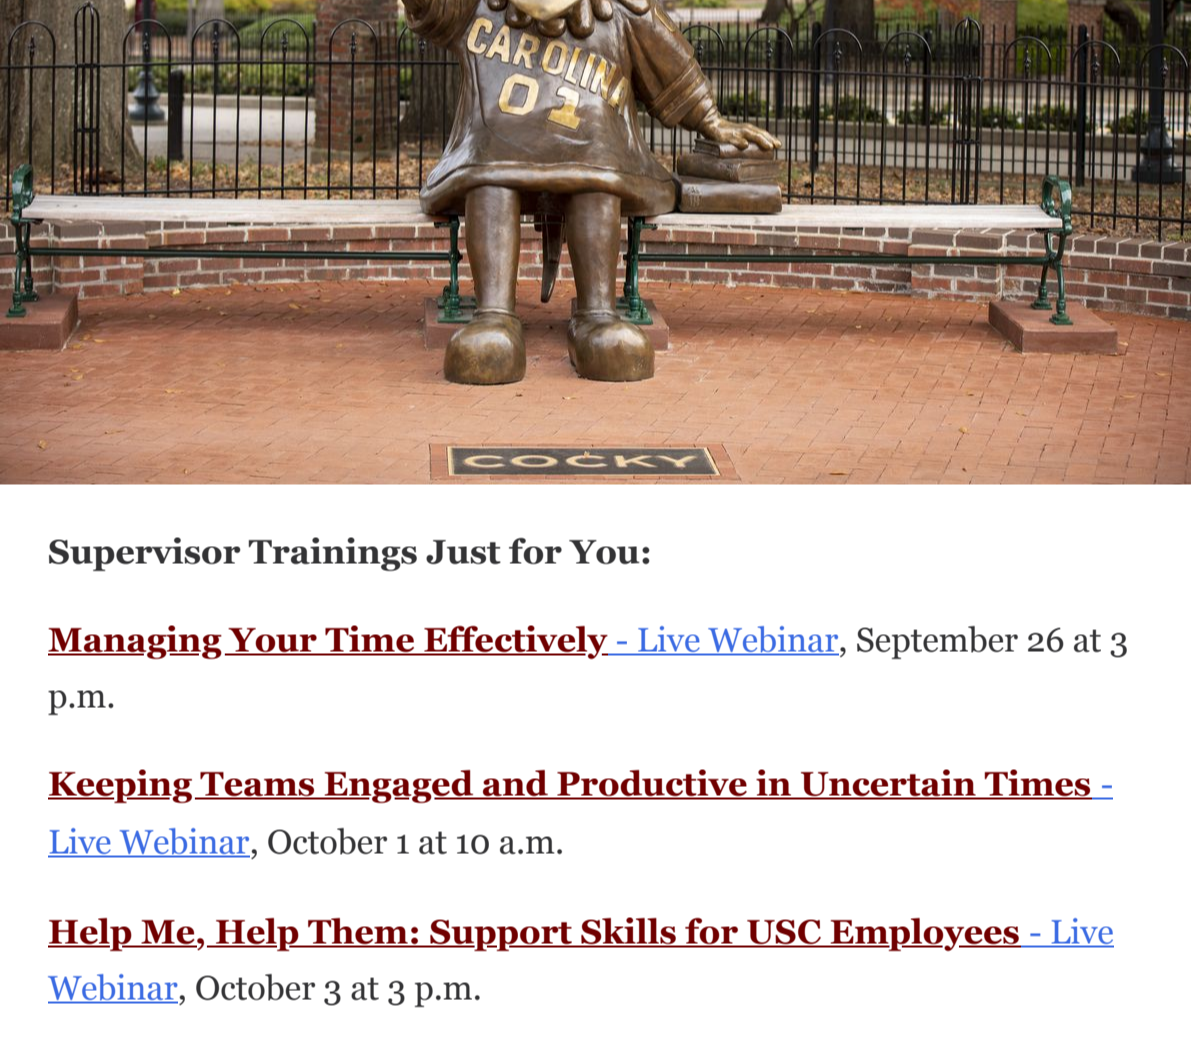 CAROLINA
01
COCKY
Supervisor Trainings Just for You:
Managing Your Time Effectively - Live Webinar, September 26 at 3
p.m.
Keeping Teams Engaged and Productive in Uncertain Times -
Live Webinar, October 1 at 10 a.m.
Help Me, Help Them: Support Skills for USC Employees - Live
Webinar, October 3 at 3 p.m.